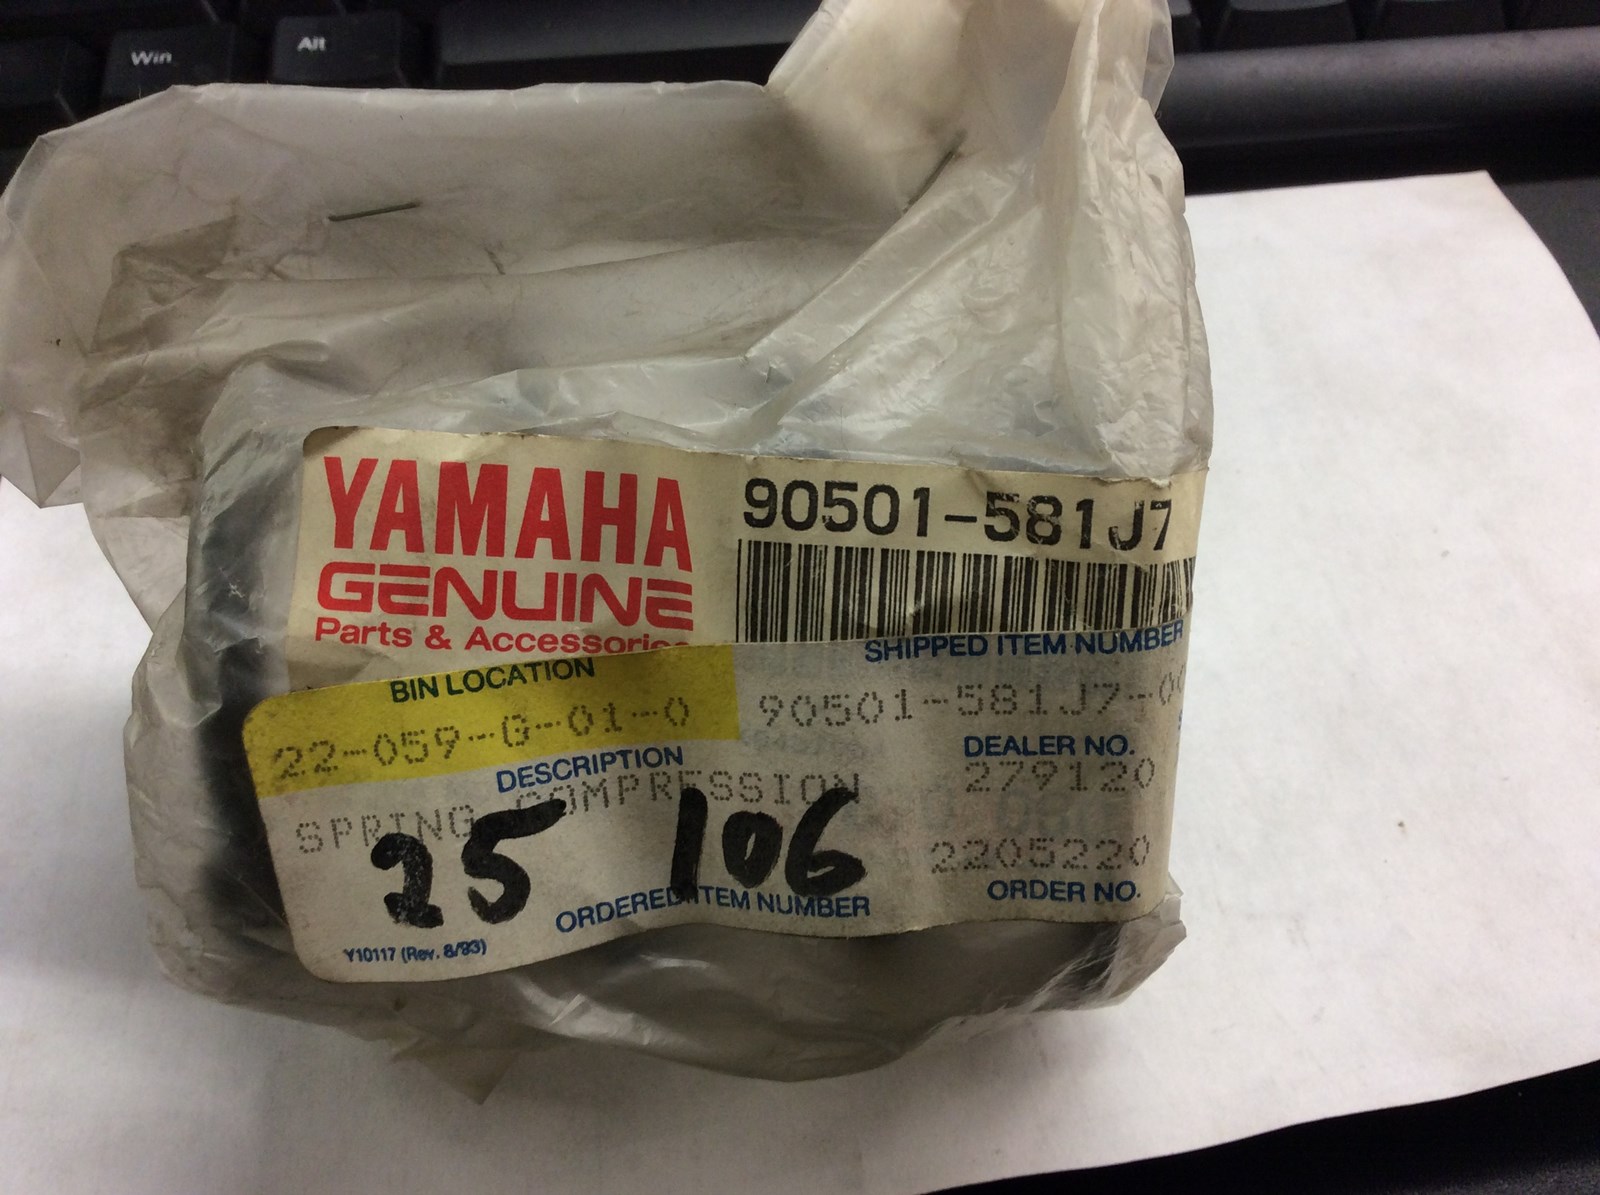 Win
Alt
YAMAHA
GENUINE
Parts & Accessories
90501-581J7
SHIPPED ITEM NUMBER
BIN LOCATION
22-059-G-01-0
90501-581J7-00
DEALER NO.
279120
DESCRIPTION
SPRING, COMPRESSION
25 106
2205220
ORDERED ITEM NUMBER
ORDER NO.
Y10117 (Rev. 8/93)